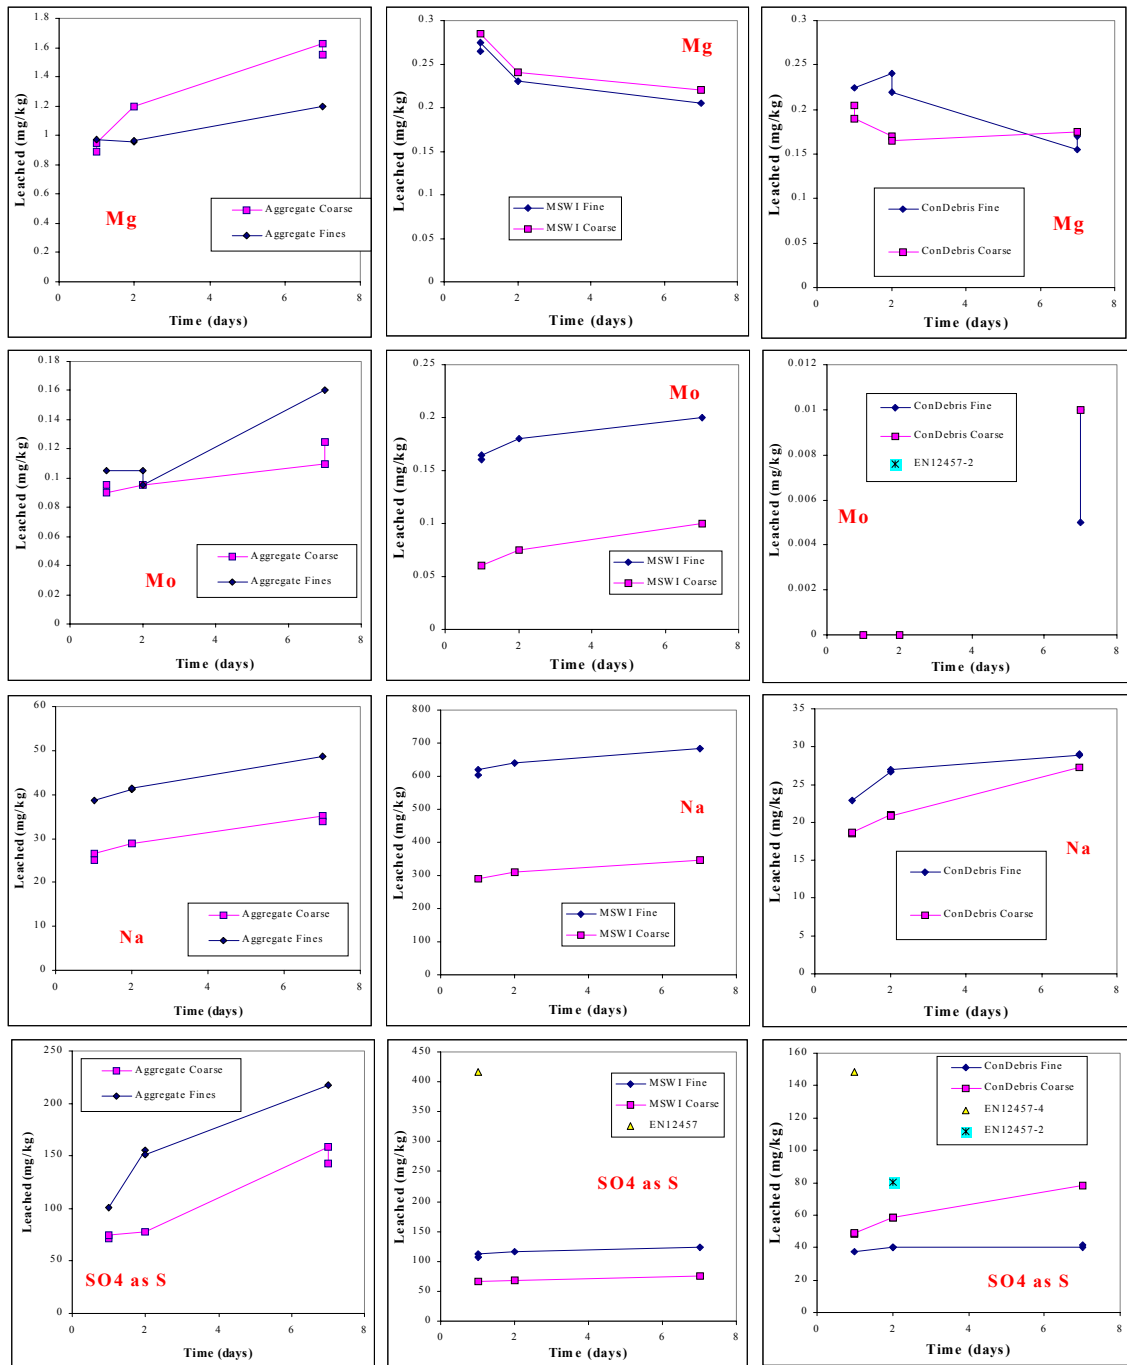 1.8
1.6
1.4
1.2
1
0.8
0.6
0.4
0.2
0
Leached (mg/kg)
Mg
Aggregate Coarse
Aggregate Fines
0 2 4 6 8
Time (days)
0.3
0.25
0.2
0.15
0.1
0.05
0
Leached (mg/kg)
Mg
MSWI Fine
MSWI Coarse
0 2 4 6 8
Time (days)
0.3
0.25
0.2
0.15
0.1
0.05
0
Leached (mg/kg)
ConDebris Fine
ConDebris Coarse
Mg
0 2 4 6 8
Time (days)
0.18
0.16
0.14
0.12
0.1
0.08
0.06
0.04
0.02
0
Leached (mg/kg)
Mo
Aggregate Coarse
Aggregate Fines
0 2 4 6 8
Time (days)
0.25
0.2
0.15
0.1
0.05
0
Leached (mg/kg)
Mo
MSWI Fine
MSWI Coarse
0 2 4 6 8
Time (days)
0.012
0.01
0.008
0.006
0.004
0.002
0
Leached (mg/kg)
ConDebris Fine
ConDebris Coarse
EN12457-2
Mo
0 2 4 6 8
Time (days)
60
50
40
30
20
10
0
Leached (mg/kg)
Na
Aggregate Coarse
Aggregate Fines
0 2 4 6 8
Time (days)
800
700
600
500
400
300
200
100
0
Leached (mg/kg)
Na
MSWI Fine
MSWI Coarse
0 2 4 6 8
Time (days)
35
30
25
20
15
10
5
0
Leached (mg/kg)
Na
ConDebris Fine
ConDebris Coarse
0 2 4 6 8
Time (days)
250
200
150
100
50
0
Leached (mg/kg)
Aggregate Coarse
Aggregate Fines
SO4 as S
0 2 4 6 8
Time (days)
450
400
350
300
250
200
150
100
50
0
Leached (mg/kg)
MSWI Fine
MSWI Coarse
EN12457
SO4 as S
0 2 4 6 8
Time (days)
160
140
120
100
80
60
40
20
0
Leached (mg/kg)
ConDebris Fine
ConDebris Coarse
EN12457-4
EN12457-2
SO4 as S
0 2 4 6 8
Time (days)